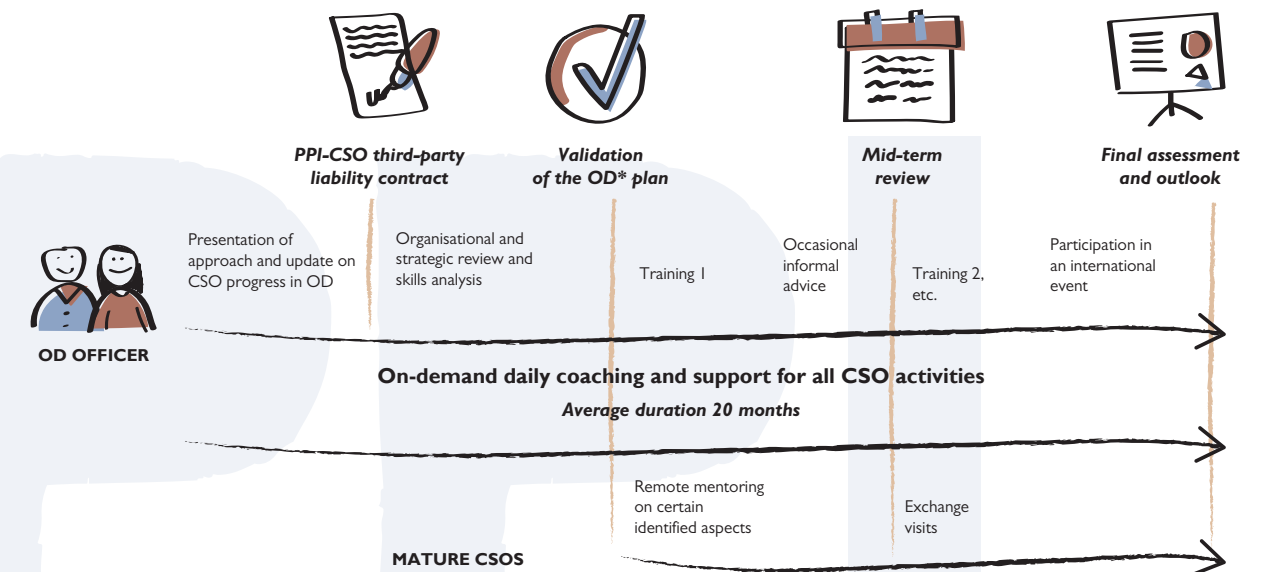 PPI-CSO third-party
liability contract
Validation
of the OD* plan
Mid-term
review
Final assessment
and outlook
Presentation of
approach and update on
CSO progress in OD
Organisational and
strategic review and
skills analysis
Training 1
Occasional
informal
advice
Training 2,
etc.
Participation in
an international
event
OD OFFICER
On-demand daily coaching and support for all CSO activities
Average duration 20 months
Remote mentoring
on certain
identified aspects
Exchange
visits
MATURE CSOS